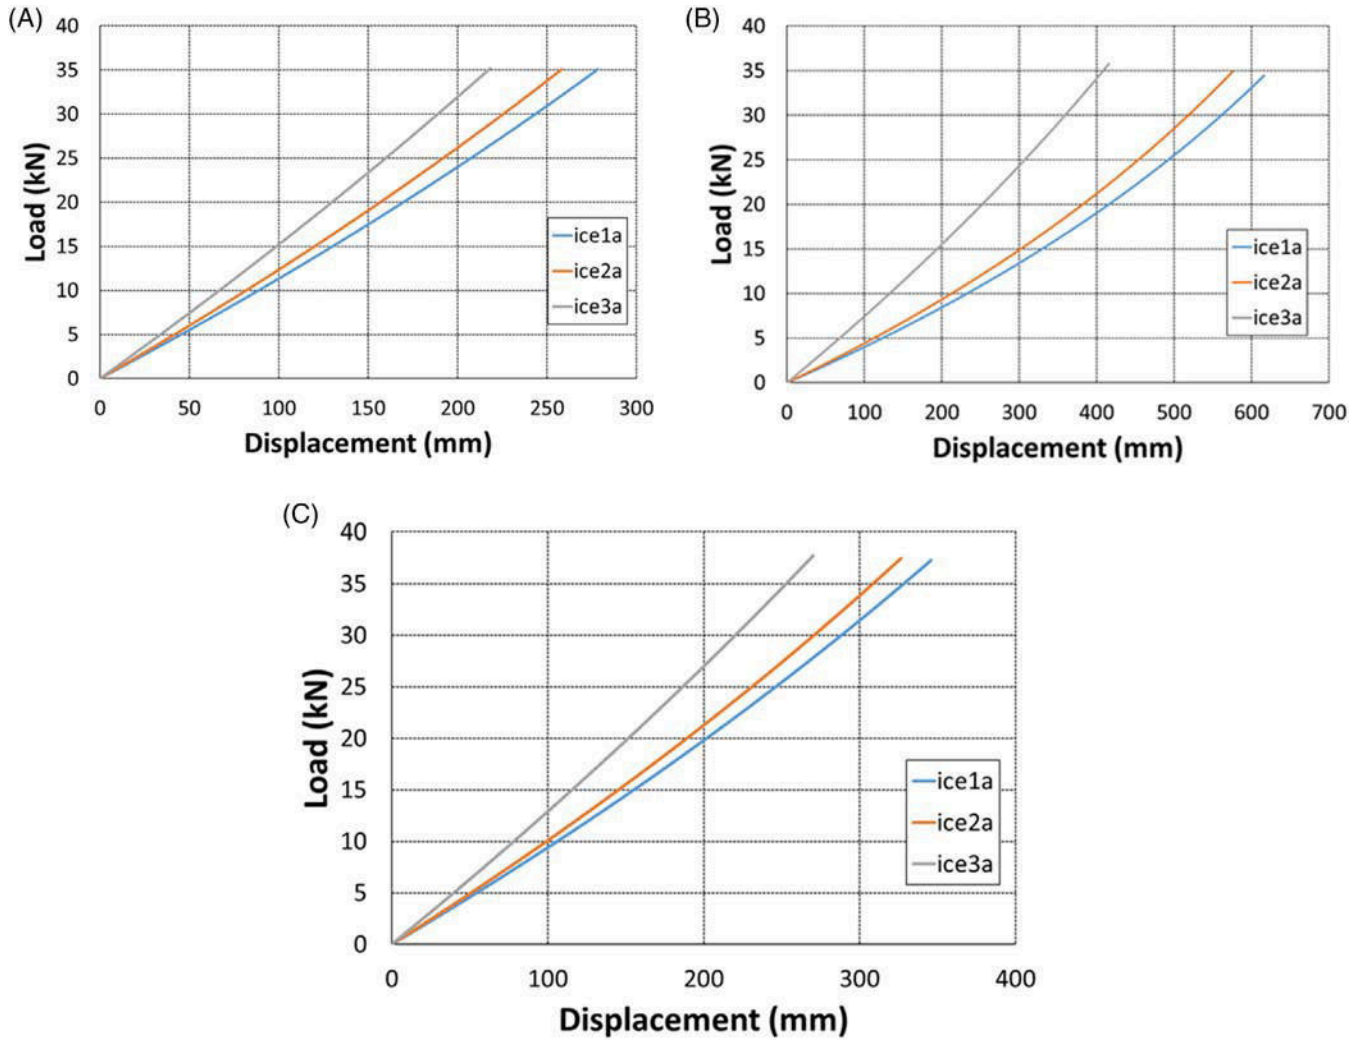 (A)
40
35
30
25
20
15
10
5
0
Load (kN)
ice1a
ice2a
ice3a
0 50 100 150 200 250 300
Displacement (mm)
(B)
40
35
30
25
20
15
10
5
0
Load (kN)
ice1a
ice2a
ice3a
0 100 200 300 400 500 600 700
Displacement (mm)
(C)
40
35
30
25
20
15
10
5
0
Load (kN)
ice1a
ice2a
ice3a
0 100 200 300 400
Displacement (mm)